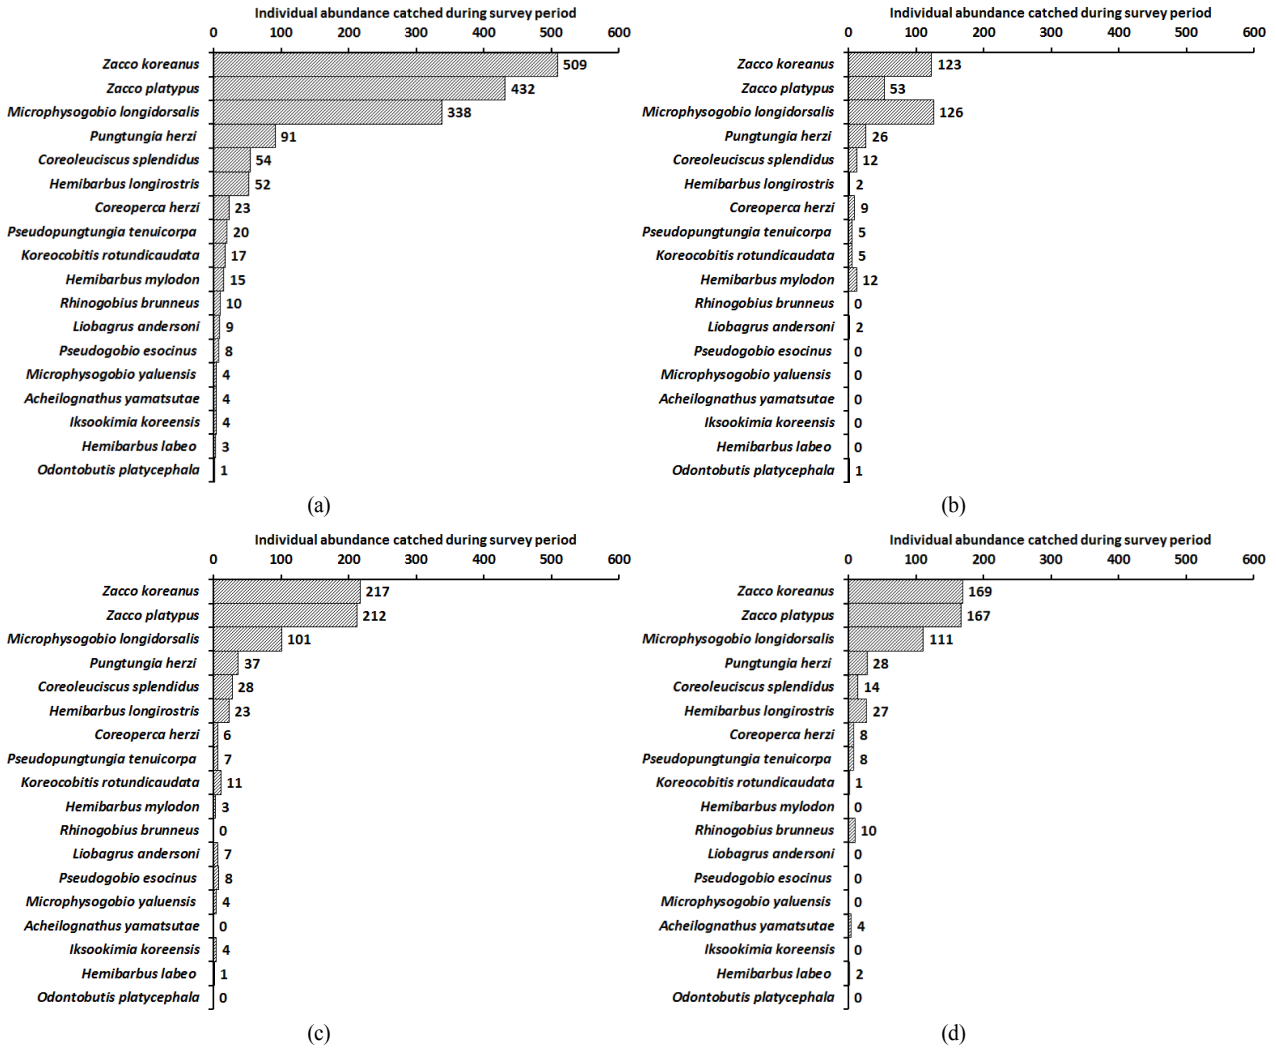 Individual abundance catched during survey period
0 100 200 300 400 500 600
Zacco koreanus 509
Zacco platypus 432
Microphysogobio longidorsalis 338
Pungtungia herzi 91
Coreoleuciscus splendidus 54
Hemibarbus longirostris 52
Coreoperca herzi 23
Pseudopungtungia tenuicorpa 20
Koreocobitis rotundicaudata 17
Hemibarbus mylodon 15
Rhinogobius brunneus 10
Liobagrus andersoni 9
Pseudogobio esocinus 8
Microphysogobio yaluensis 4
Acheilognathus yamatsutae 4
Iksookimia koreensis 4
Hemibarbus labeo 3
Odontobutis platycephala 1
(a)
Individual abundance catched during survey period
0 100 200 300 400 500 600
Zacco koreanus 123
Zacco platypus 53
Microphysogobio longidorsalis 126
Pungtungia herzi 26
Coreoleuciscus splendidus 12
Hemibarbus longirostris 2
Coreoperca herzi 9
Pseudopungtungia tenuicorpa 5
Koreocobitis rotundicaudata 5
Hemibarbus mylodon 12
Rhinogobius brunneus 0
Liobagrus andersoni 2
Pseudogobio esocinus 0
Microphysogobio yaluensis 0
Acheilognathus yamatsutae 0
Iksookimia koreensis 0
Hemibarbus labeo 0
Odontobutis platycephala 1
(b)
Individual abundance catched during survey period
0 100 200 300 400 500 600
Zacco koreanus 217
Zacco platypus 212
Microphysogobio longidorsalis 101
Pungtungia herzi 37
Coreoleuciscus splendidus 28
Hemibarbus longirostris 23
Coreoperca herzi 6
Pseudopungtungia tenuicorpa 7
Koreocobitis rotundicaudata 11
Hemibarbus mylodon 3
Rhinogobius brunneus 0
Liobagrus andersoni 7
Pseudogobio esocinus 8
Microphysogobio yaluensis 4
Acheilognathus yamatsutae 0
Iksookimia koreensis 4
Hemibarbus labeo 1
Odontobutis platycephala 0
(c)
Individual abundance catched during survey period
0 100 200 300 400 500 600
Zacco koreanus 169
Zacco platypus 167
Microphysogobio longidorsalis 111
Pungtungia herzi 28
Coreoleuciscus splendidus 14
Hemibarbus longirostris 27
Coreoperca herzi 8
Pseudopungtungia tenuicorpa 8
Koreocobitis rotundicaudata 1
Hemibarbus mylodon 0
Rhinogobius brunneus 10
Liobagrus andersoni 0
Pseudogobio esocinus 0
Microphysogobio yaluensis 0
Acheilognathus yamatsutae 4
Iksookimia koreensis 0
Hemibarbus labeo 2
Odontobutis platycephala 0
(d)